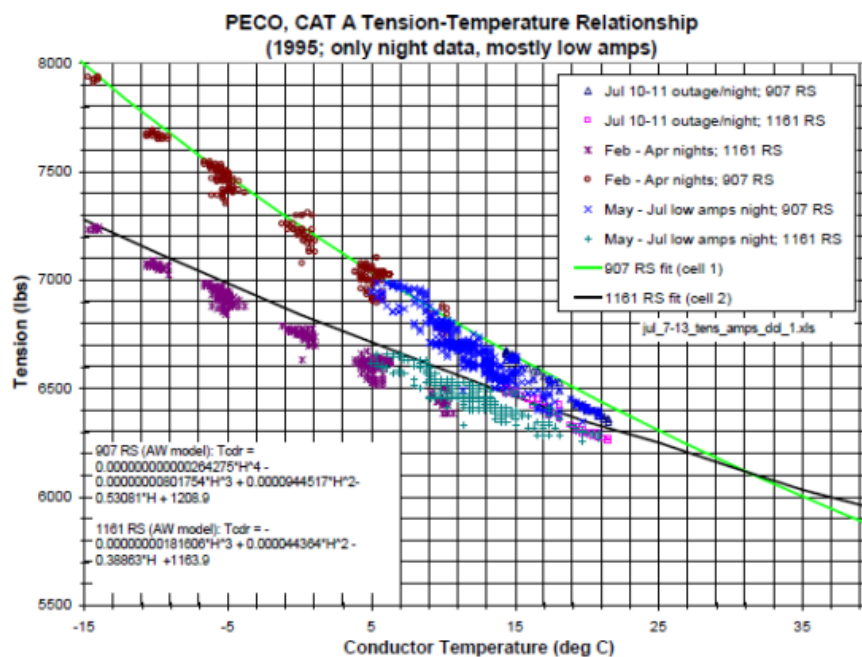 PECO, CAT A Tension-Temperature Relationship
(1995; only night data, mostly low amps)
8000
7500
7000
6500
6000
5500
Tension (lbs)
Jul 10-11 outage/night; 907 RS
Jul 10-11 outage/night; 1161 RS
Feb - Apr nights; 1161 RS
Feb - Apr nights; 907 RS
May - Jul low amps night; 907 RS
May - Jul low amps night; 1161 RS
907 RS fit (cell 1)
1161 RS fit (cell 2)
jul_7-13_tens_amps_dd_1.xls
907 RS (AW model): Tcdr =
0.000000000000264275*H^4 -
0.00000000801754*H^3 + 0.0000944517*H^2-
0.53081*H + 1208.9
1161 RS (AW model): Tcdr = -
0.00000000181606*H^3 + 0.000044364*H^2 -
0.38863*H +1163.9
-15
-5
5
15
25
35
Conductor Temperature (deg C)